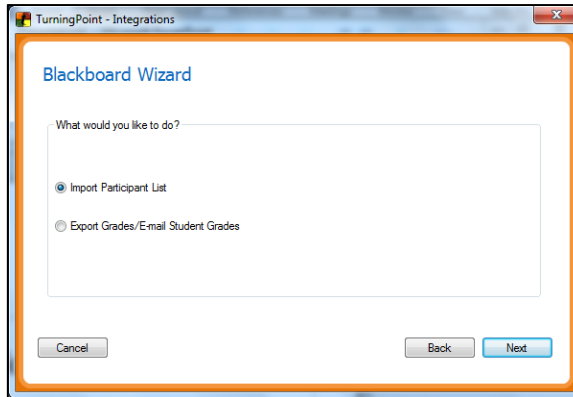 TurningPoint - Integrations
Blackboard Wizard
What would you like to do?
Import Participant List
Export Grades/E-mail Student Grades
Cancel Back Next